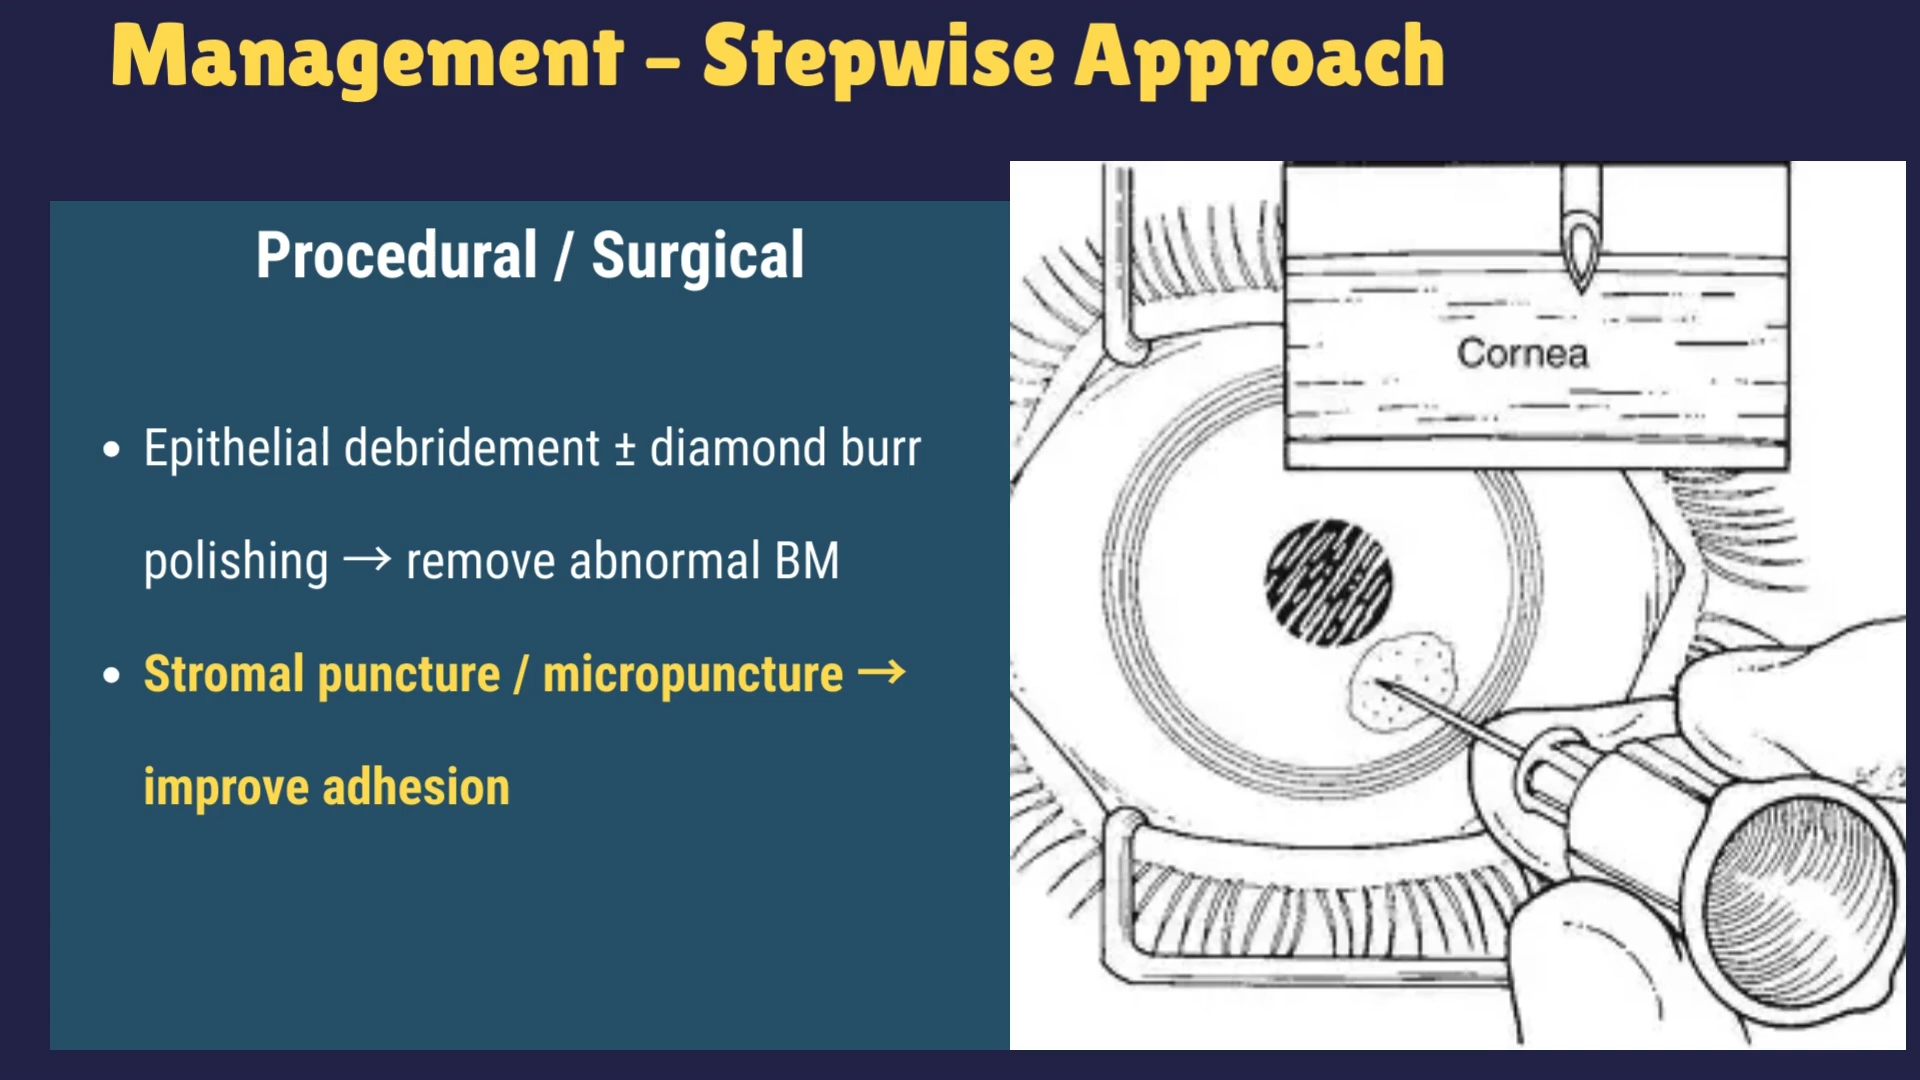 Management – Stepwise Approach
Procedural / Surgical
• Epithelial debridement ± diamond burr
polishing → remove abnormal BM
• Stromal puncture / micropuncture →
improve adhesion
Cornea